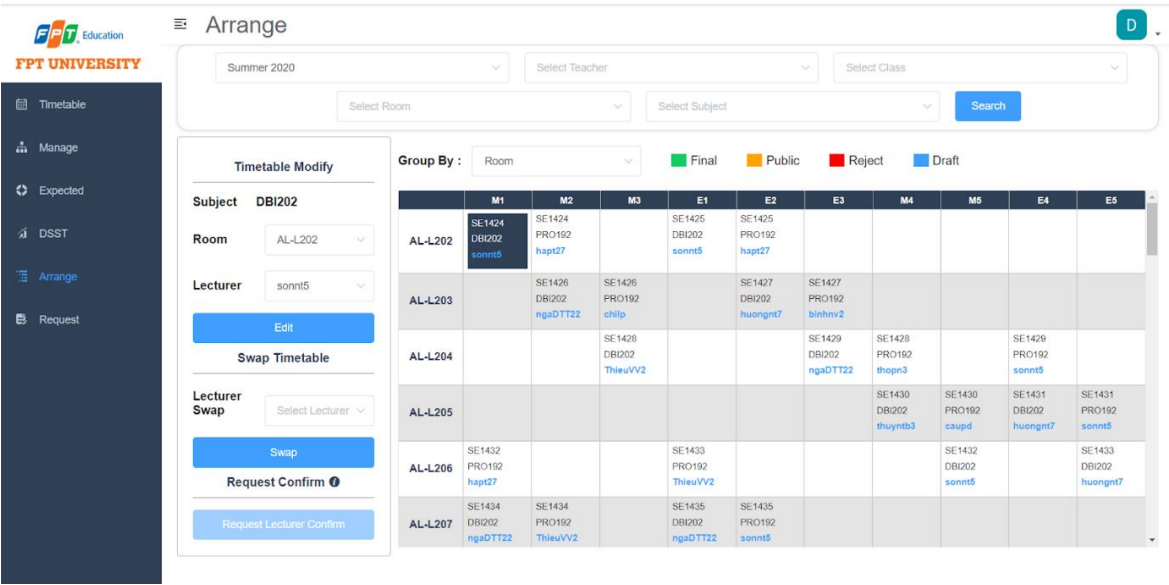 FPT Education
FPT UNIVERSITY
Timetable
Manage
Expected
DSST
Arrange
Request
Arrange
D
Summer 2020
Select Teacher
Select Class
Select Room
Select Subject
Search
Timetable Modify
Subject DBI202
Room AL-L202
Lecturer sonnt5
Edit
Swap Timetable
Lecturer
Swap
Select Lecturer
Swap
Request Confirm
Request Lecturer Confirm
Group By : Room
Final Public Reject Draft
M1 M2 M3 E1 E2 E3 M4 M5 E4 E5
AL-L202
SE1424 SE1424 SE1425 SE1425
DBI202 PRO192 DBI202 PRO192
sonnt5 hapt27 sonnt5 hapt27
AL-L203
SE1426 SE1426 SE1427 SE1427
DBI202 PRO192 DBI202 PRO192
ngaDTT22 chilp huongnt7 binhnv2
AL-L204
SE1428 SE1429 SE1428 SE1429
DBI202 DBI202 PRO192 PRO192
ThieuVV2 ngaDTT22 thopn3 sonnt5
AL-L205
SE1430 SE1430 SE1431 SE1431
DBI202 PRO192 DBI202 PRO192
thuyntb3 caupd huongnt7 sonnt5
AL-L206
SE1432 SE1433 SE1432 SE1433
PRO192 PRO192 DBI202 DBI202
hapt27 ThieuVV2 sonnt5 huongnt7
AL-L207
SE1434 SE1434 SE1435 SE1435
DBI202 PRO192 DBI202 PRO192
ngaDTT22 ThieuVV2 ngaDTT22 sonnt5